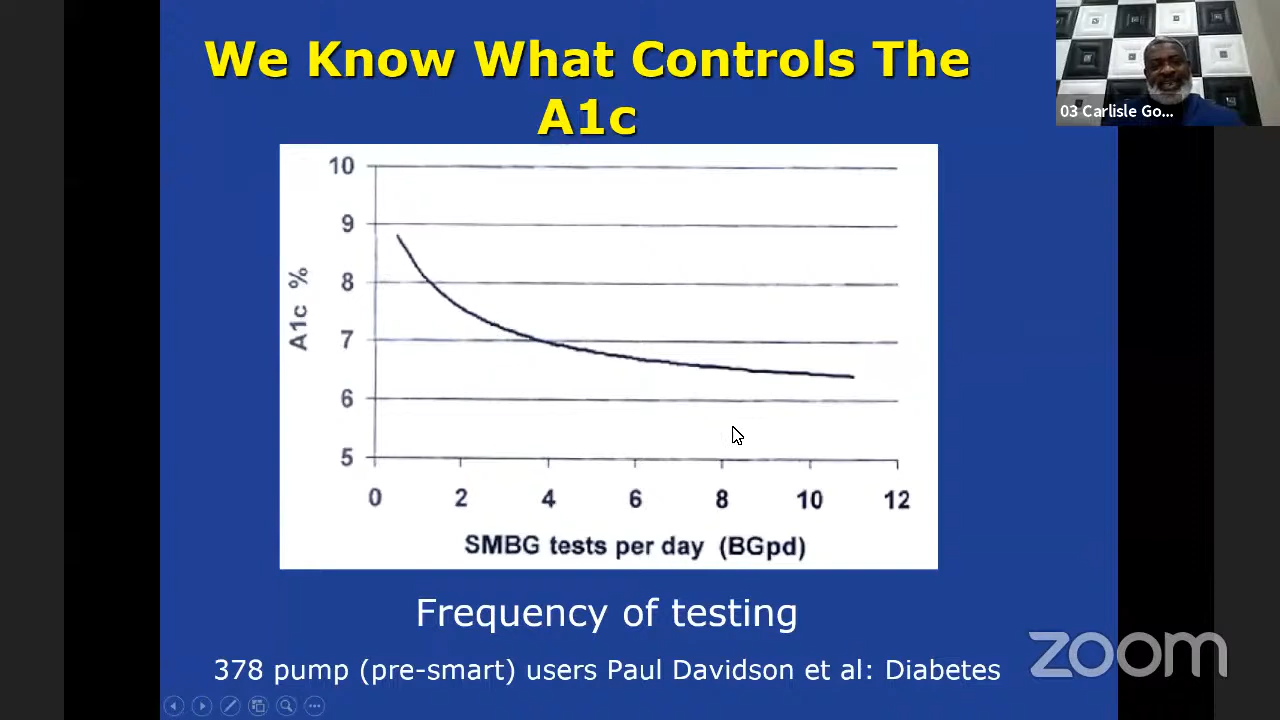 We Know What Controls The
A1c
03 Carlisle Go...
10
9
8
7
6
5
A1c %
0 2 4 6 8 10 12
SMBG tests per day (BGpd)
Frequency of testing
378 pump (pre-smart) users Paul Davidson et al: Diabetes
zoom